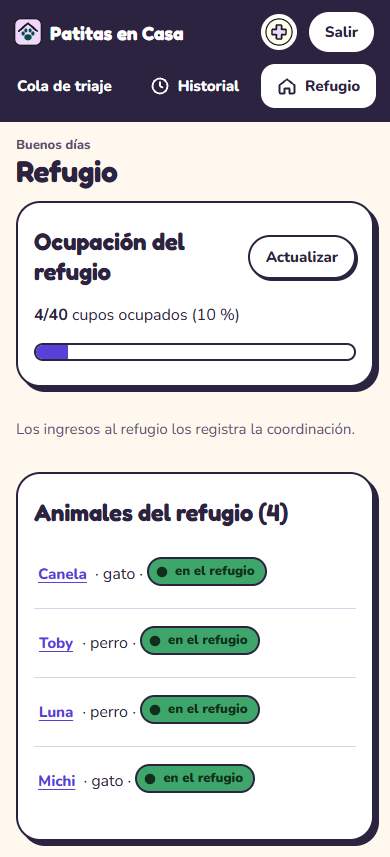 Patitas en Casa
Salir
Cola de triaje
Historial
Refugio
Buenos días
Refugio
Ocupación del
refugio
Actualizar
4/40 cupos ocupados (10 %)
Los ingresos al refugio los registra la coordinación.
Animales del refugio (4)
Canela · gato · en el refugio
Toby · perro · en el refugio
Luna · perro · en el refugio
Michi · gato · en el refugio